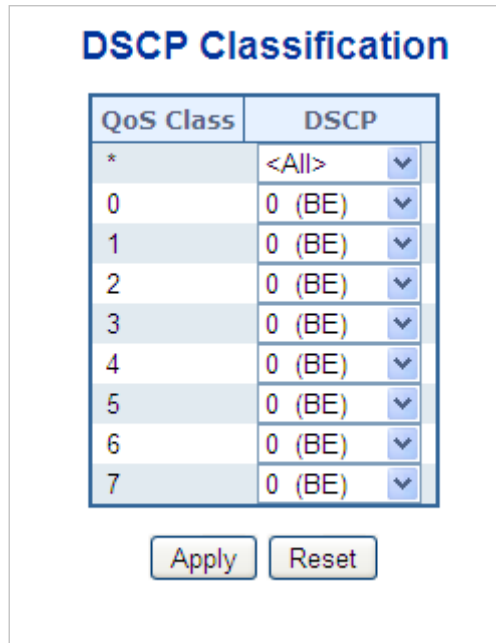 DSCP Classification
QoS Class DSCP
* <All>
0 0 (BE)
1 0 (BE)
2 0 (BE)
3 0 (BE)
4 0 (BE)
5 0 (BE)
6 0 (BE)
7 0 (BE)
Apply Reset